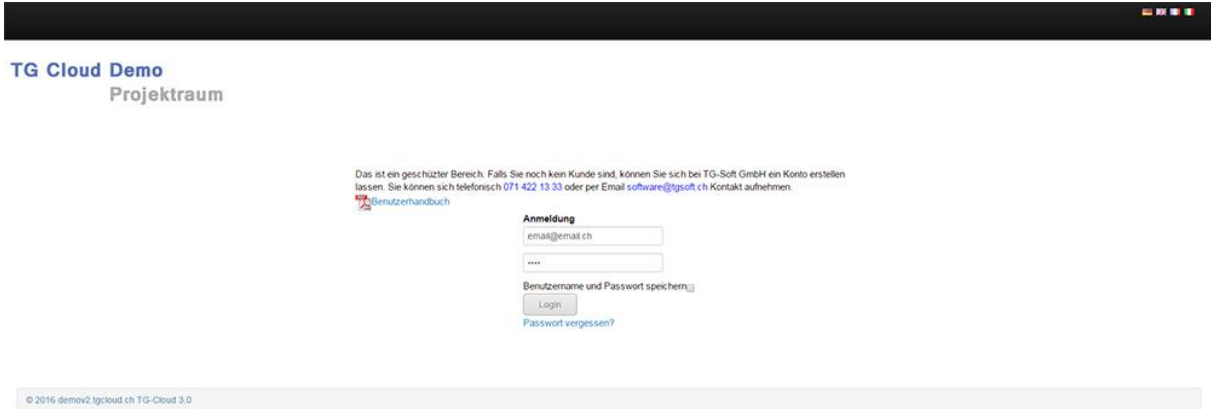 TG Cloud Demo
Projektraum
Das ist ein geschüzter Bereich. Falls Sie noch kein Kunde sind, können Sie sich bei TG-Soft GmbH ein Konto erstellen
lassen. Sie können sich telefonisch 071 422 13 33 oder per Email software@tgsoft.ch Kontakt aufnehmen.
Benutzerhandbuch
Anmeldung
email@email.ch
••••
Benutzername und Passwort speichern
Login
Passwort vergessen?
© 2016 demov2.tgcloud.ch TG-Cloud 3.0